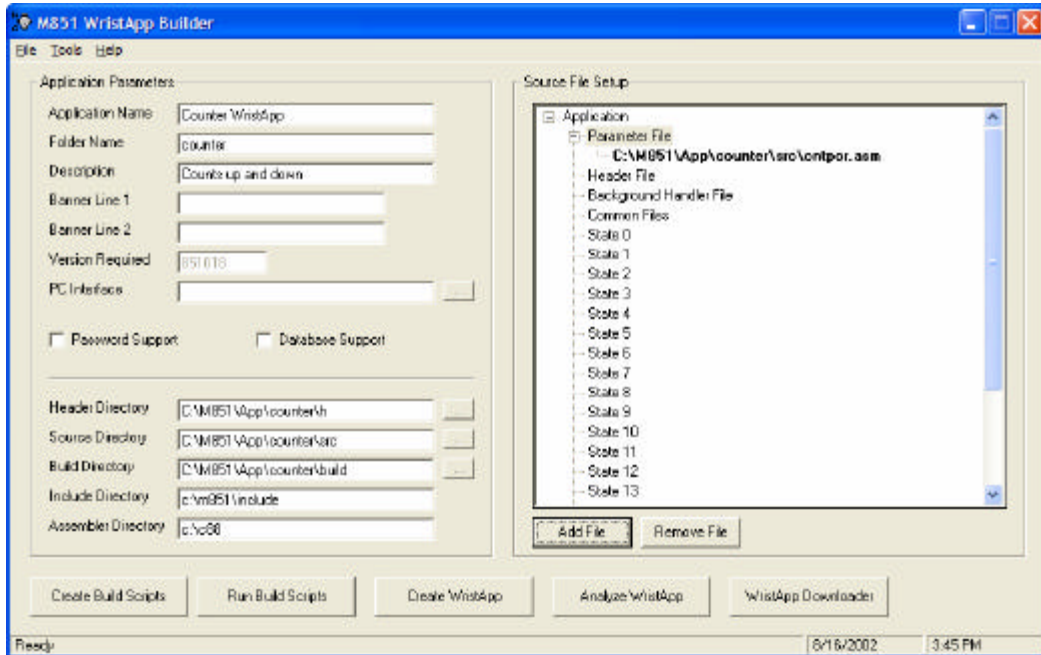 M851 WristApp Builder
File Tools Help
Application Parameters
Application Name Counter WristApp
Folder Name counter
Description Counts up and down
Banner Line 1
Banner Line 2
Version Required 851018
PC Interface ...
Password Support Database Support
Header Directory C:\M851\App\counter\h ...
Source Directory C:\M851\App\counter\src ...
Build Directory C:\M851\App\counter\build ...
Include Directory c:\m851\include
Assembler Directory c:\c88
Source File Setup
Application
Parameter File
C:\M851\App\counter\src\cntpar.asm
Header File
Background Handler File
Common Files
State 0
State 1
State 2
State 3
State 4
State 5
State 6
State 7
State 8
State 9
State 10
State 11
State 12
State 13
Add File Remove File
Create Build Scripts Run Build Scripts Create WristApp Analyze WristApp WristApp Downloader
Ready 8/16/2002 3:45 PM